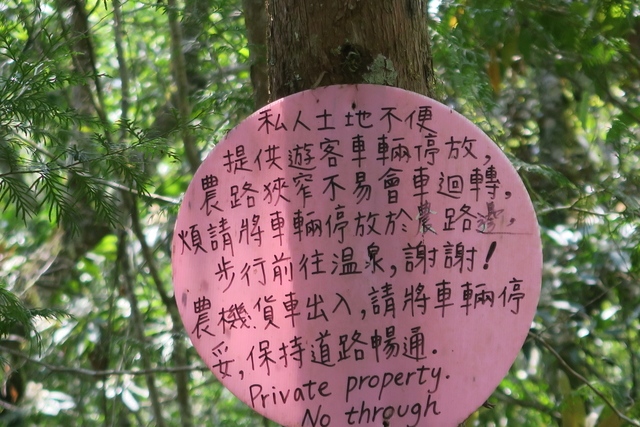 私人土地不便
提供遊客車輛停放,
農路狹窄不易會車迴轉,
煩請將車輛停放於農路邊,
步行前往溫泉,謝謝!
農機貨車出入,請將車輛停
妥,保持道路暢通。
Private property.
No through